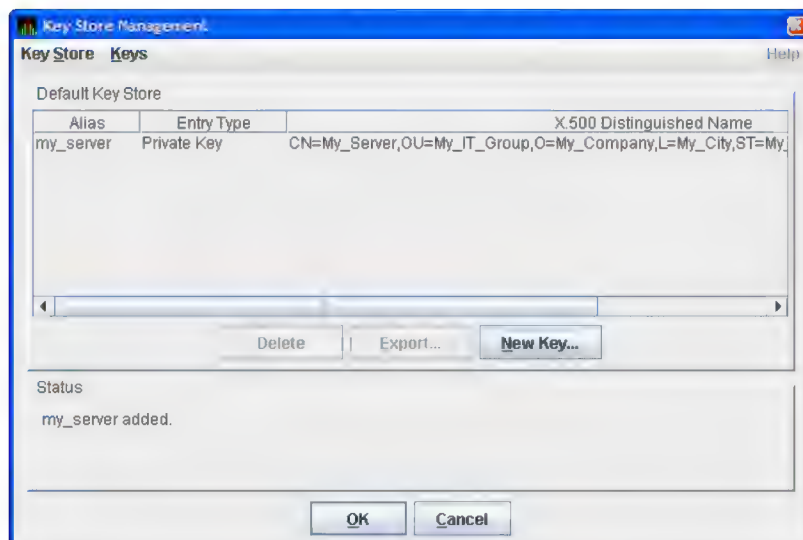 Key Store Management
Key Store Keys Help
Default Key Store
Alias Entry Type X.500 Distinguished Name
my_server Private Key CN=My_Server,OU=My_IT_Group,O=My_Company,L=My_City,ST=My_
Delete Export... New Key...
Status
my_server added.
OK Cancel